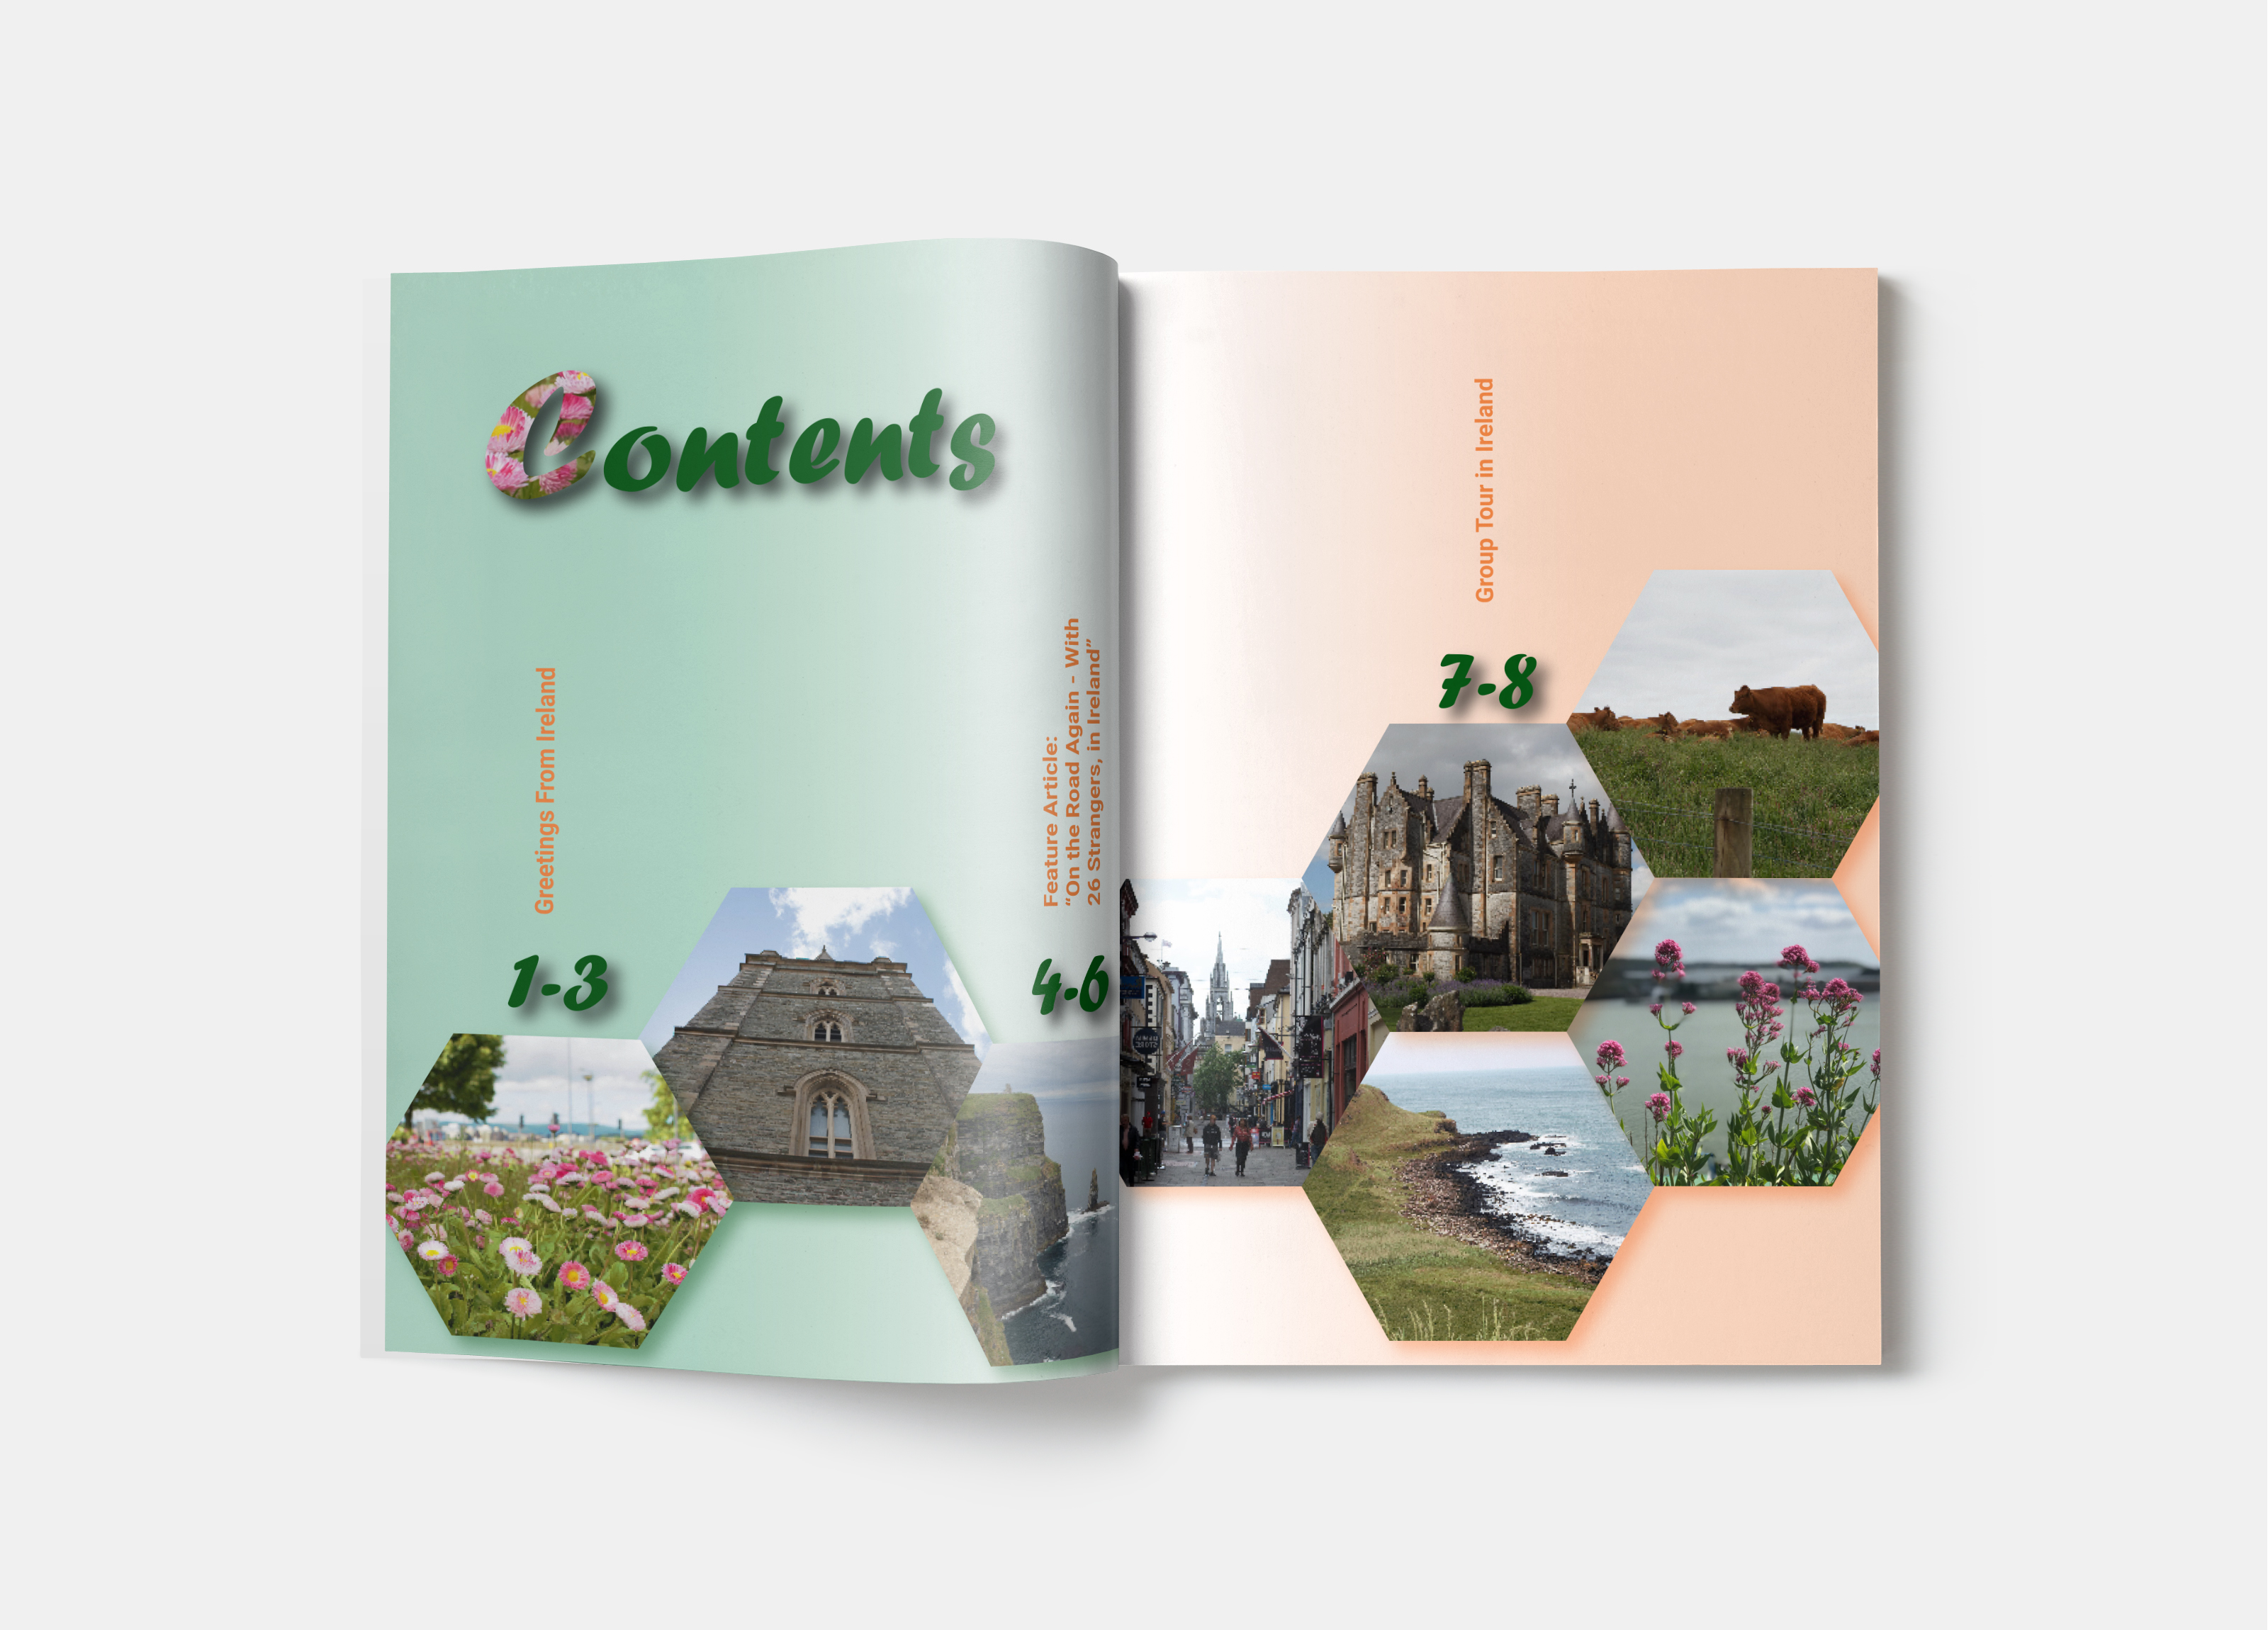 Contents
Greetings From Ireland
1-3
Feature Article:
“On the Road Again - With
26 Strangers, in Ireland”
4-6
Group Tour in Ireland
7-8